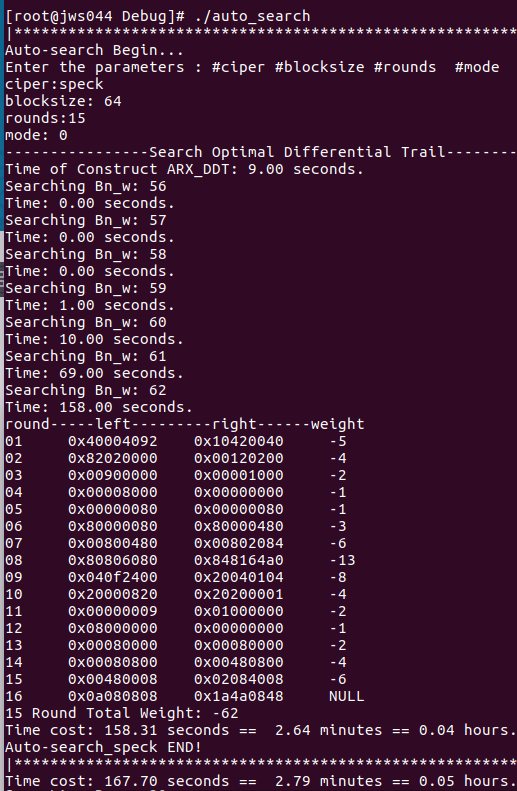 [root@jws044 Debug]# ./auto_search
|************************************************************
Auto-search Begin...
Enter the parameters : #ciper #blocksize #rounds  #mode
ciper:speck
blocksize: 64
rounds:15
mode: 0
----------------Search Optimal Differential Trail--------
Time of Construct ARX_DDT: 9.00 seconds.
Searching Bn_w: 56
Time: 0.00 seconds.
Searching Bn_w: 57
Time: 0.00 seconds.
Searching Bn_w: 58
Time: 0.00 seconds.
Searching Bn_w: 59
Time: 1.00 seconds.
Searching Bn_w: 60
Time: 10.00 seconds.
Searching Bn_w: 61
Time: 69.00 seconds.
Searching Bn_w: 62
Time: 158.00 seconds.
round-----left---------right------weight
01     0x40004092    0x10420040     -5
02     0x82020000    0x00120200     -4
03     0x00900000    0x00001000     -2
04     0x00008000    0x00000000     -1
05     0x00000080    0x00000080     -1
06     0x80000080    0x80000480     -3
07     0x00800480    0x00802084     -6
08     0x80806080    0x848164a0     -13
09     0x040f2400    0x20040104     -8
10     0x20000820    0x20200001     -4
11     0x00000009    0x01000000     -2
12     0x08000000    0x00000000     -1
13     0x00080000    0x00080000     -2
14     0x00080800    0x00480800     -4
15     0x00480008    0x02084008     -6
16     0x0a080808    0x1a4a0848     NULL
15 Round Total Weight: -62
Time cost: 158.31 seconds ==  2.64 minutes == 0.04 hours.
Auto-search_speck END!
|************************************************************
Time cost: 167.70 seconds ==  2.79 minutes == 0.05 hours.